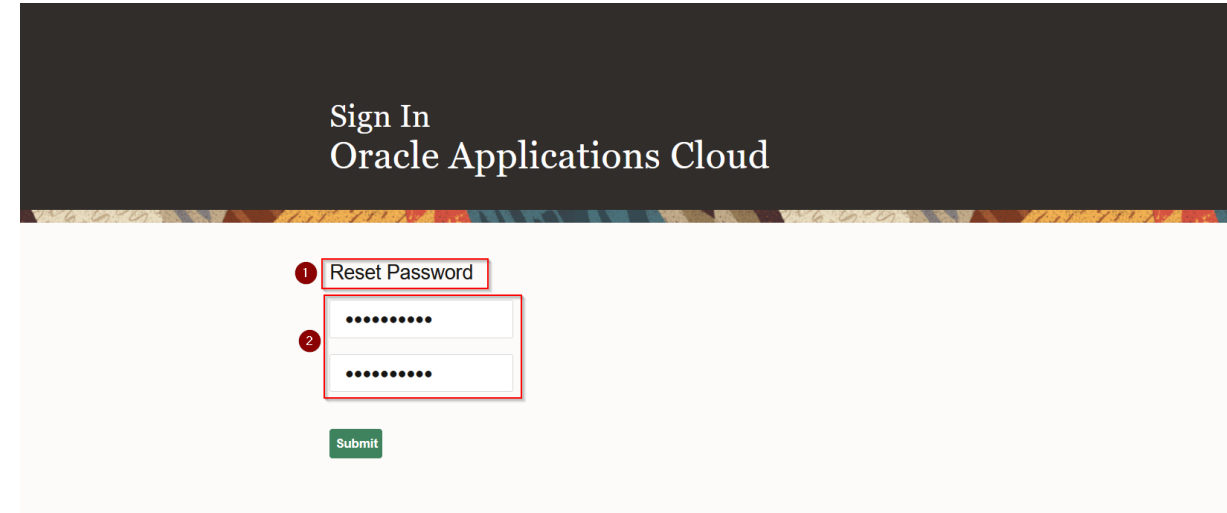 Sign In
Oracle Applications Cloud
1 Reset Password
••••••••••
2
••••••••••
Submit